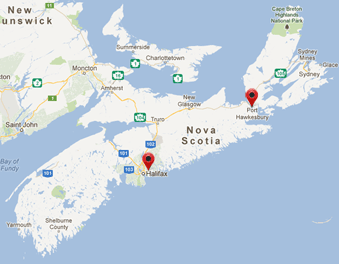 New
unswick
Cape Breton
Highlands
National Park
Summerside
Charlottetown
Sydney
Mines
Glace
Sydney
Moncton
Amherst
New
Glasgow
Port
Hawkesbury
Truro
Nova
Scotia
Saint John
Bay of
Fundy
102
101
103
101
Halifax
Yarmouth
Shelburne
County